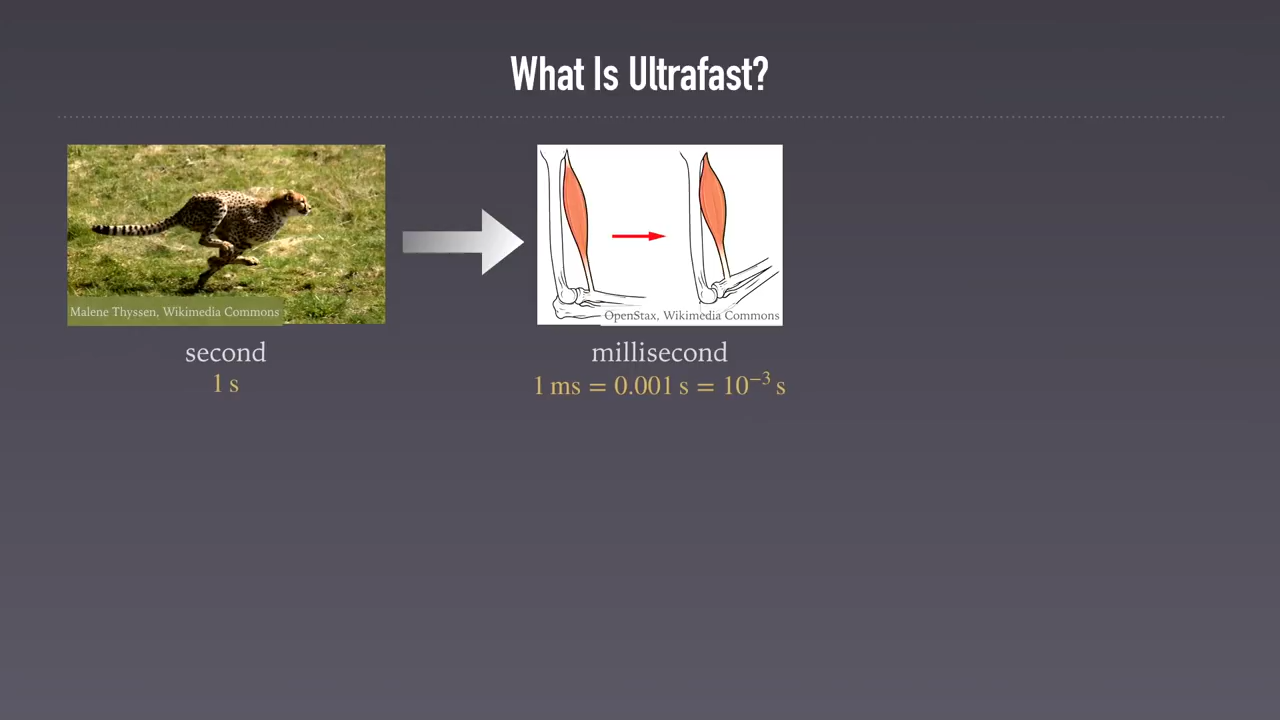 What Is Ultrafast?
Malene Thyssen, Wikimedia Commons
second
1 s
OpenStax, Wikimedia Commons
millisecond
1 ms = 0.001 s = 10⁻³ s